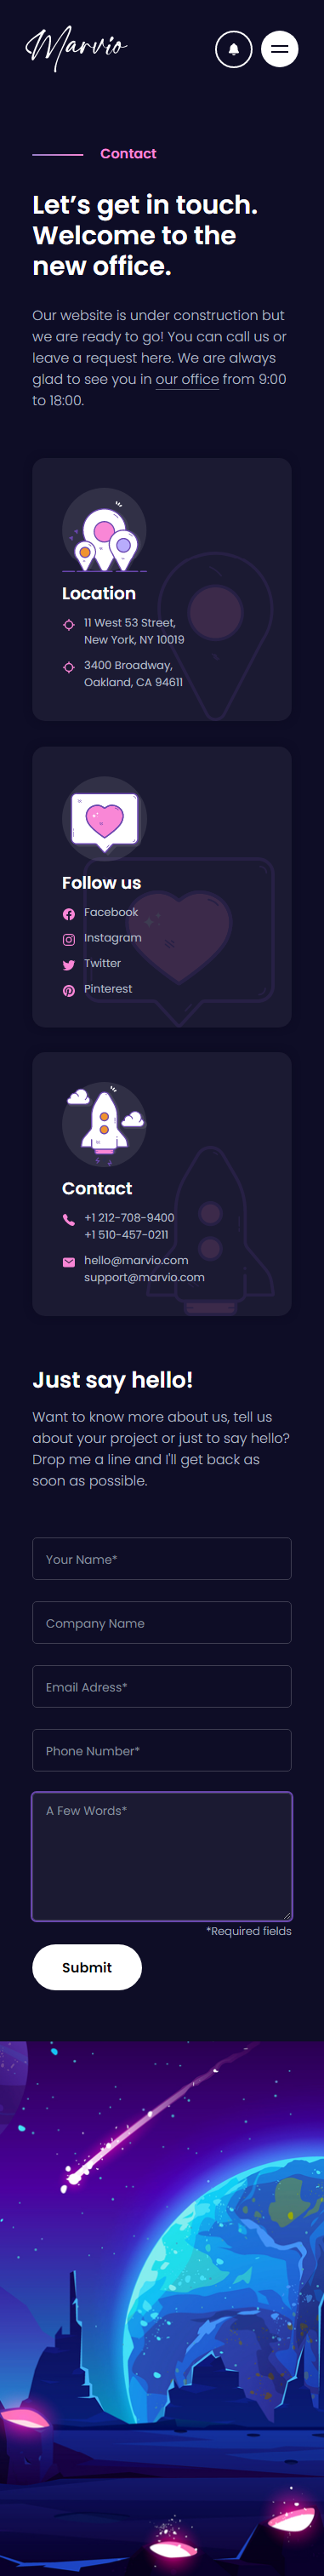 Marvio
Contact
Let's get in touch.
Welcome to the
new office.
Our website is under construction but
we are ready to go! You can call us or
leave a request here. We are always
glad to see you in our office from 9:00
to 18:00.
Location
11 West 53 Street,
New York, NY 10019
3400 Broadway,
Oakland, CA 94611
Follow us
Facebook
Instagram
Twitter
Pinterest
Contact
+1 212-708-9400
+1 510-457-0211
hello@marvio.com
support@marvio.com
Just say hello!
Want to know more about us, tell us
about your project or just to say hello?
Drop me a line and I'll get back as
soon as possible.
Your Name*
Company Name
Email Adress*
Phone Number*
A Few Words*
*Required fields
Submit